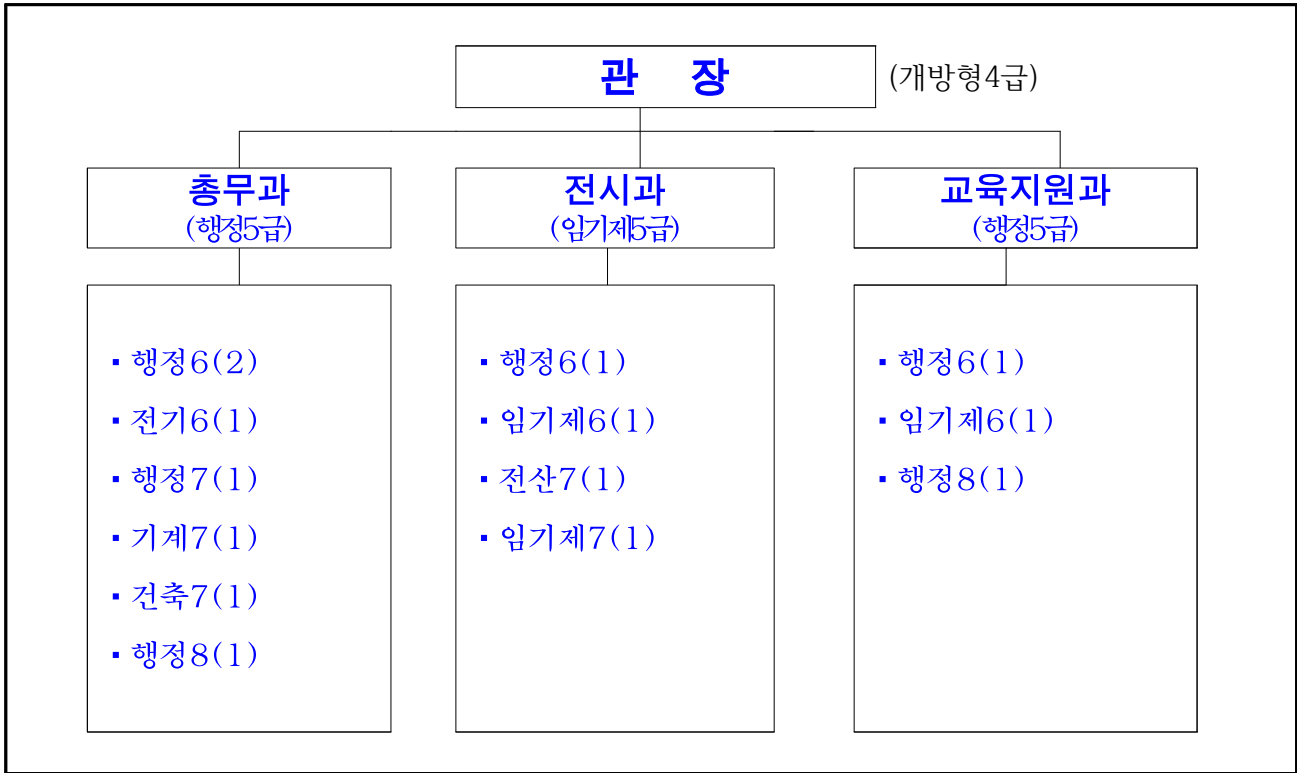 관 장
(개방형4급)
총무과
(행정5급)
전시과
(임기제5급)
교육지원과
(행정5급)
▪ 행정6(2)
▪ 전기6(1)
▪ 행정7(1)
▪ 기계7(1)
▪ 건축7(1)
▪ 행정8(1)
▪ 행정6(1)
▪ 임기제6(1)
▪ 전산7(1)
▪ 임기제7(1)
▪ 행정6(1)
▪ 임기제6(1)
▪ 행정8(1)